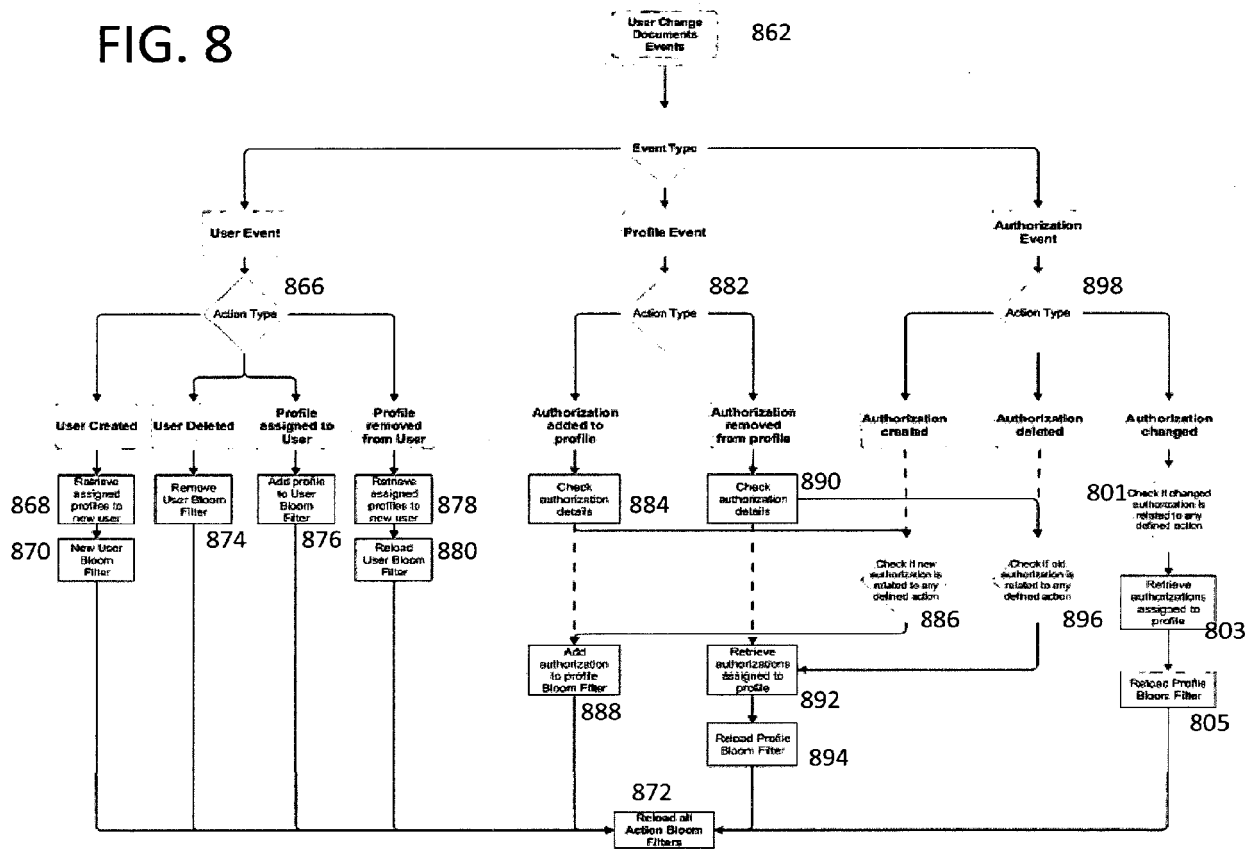 FIG. 8
User Change
Documents
Events
862
Event Type
User Event
Profile Event
Authorization
Event
866
882
898
Action Type
Action Type
Action Type
User Created
User Deleted
Profile
assigned to
User
Profile
removed
from User
Authorization
added to
profile
Authorization
removed
from profile
Authorization
created
Authorization
deleted
Authorization
changed
868
Retrieve
assigned
profiles to
new user
Remove
User Bloom
Filter
874
Add profile
to User
Bloom
Filter
876
Retrieve
assigned
profiles to
new user
878
Check
authorization
details
884
Check
authorization
details
890
801
Check if changed
authorization is
related to any
defined action
870
New User
Bloom
Filter
Reload
User Bloom
Filter
880
Check if new
authorization is
related to any
defined action
886
Check if old
authorization is
related to any
defined action
896
Retrieve
authorizations
assigned to
profile
803
Add
authorization
to profile
Bloom Filter
888
Retrieve
authorizations
assigned to
profile
892
Reload Profile
Bloom Filter
805
Reload Profile
Bloom Filter
894
872
Reload all
Action Bloom
Filters